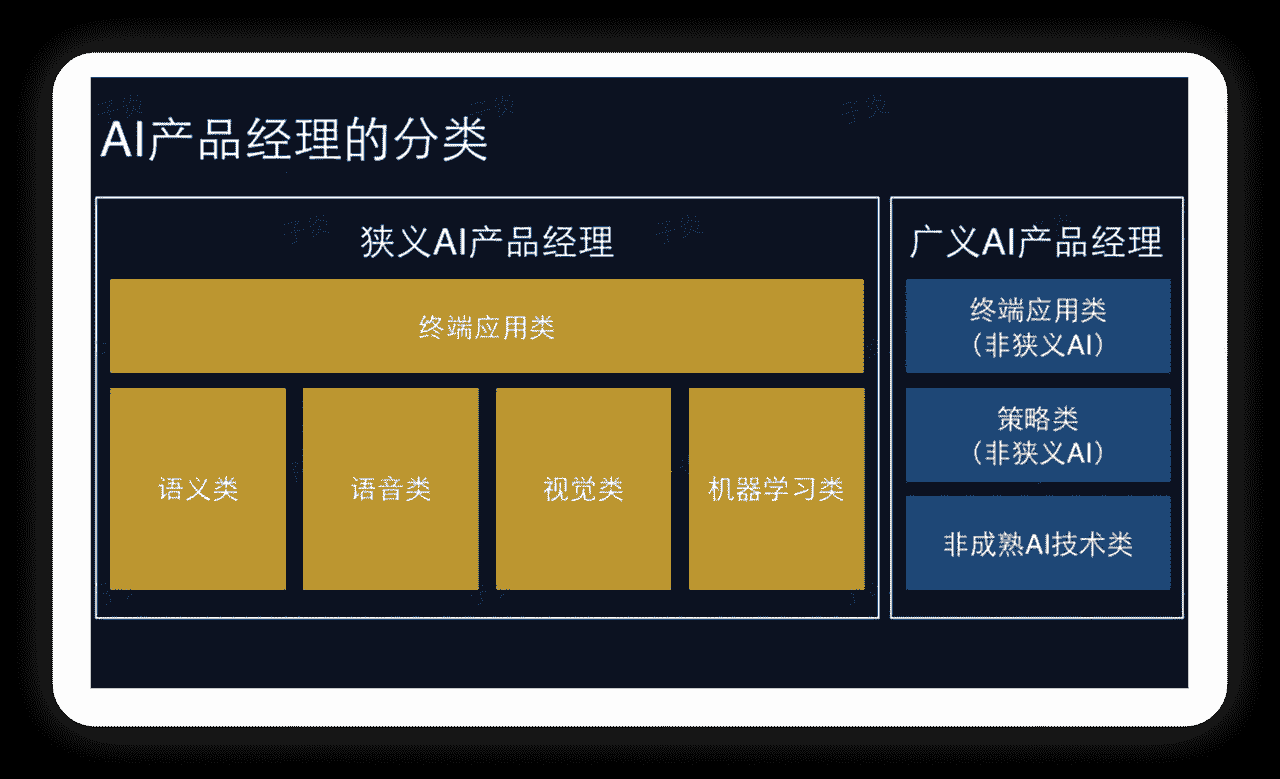 AI产品经理的分类
狭义AI产品经理
终端应用类
语义类
语音类
视觉类
机器学习类
广义AI产品经理
终端应用类
（非狭义AI）
策略类
（非狭义AI）
非成熟AI技术类